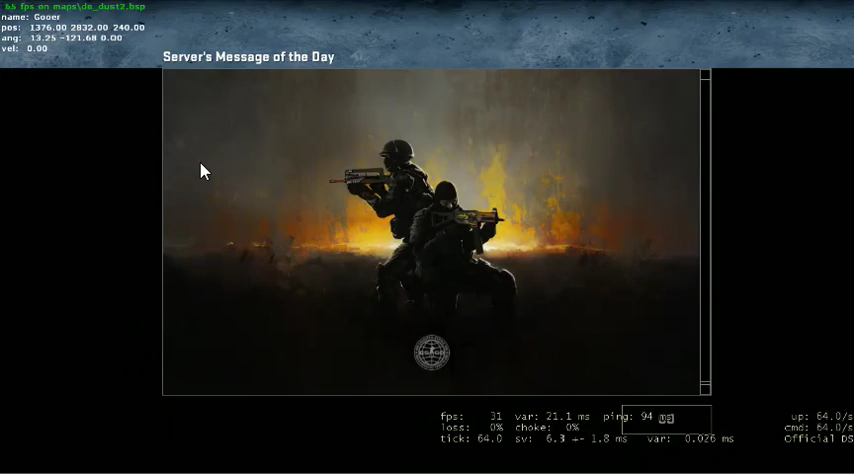 65 fps on maps\de_dust2.bsp
name: Gooer
pos: 1376.00 2832.00 240.00
ang: 13.25 -121.68 0.00
vel: 0.00
Server's Message of the Day
fps: 31 var: 21.1 ms ping: 94 ms
loss: 0% choke: 0%
tick: 64.0 sv: 6.3 +- 1.8 ms var: 0.026 ms
up: 64.0/s
cmd: 64.0/s
Official DS